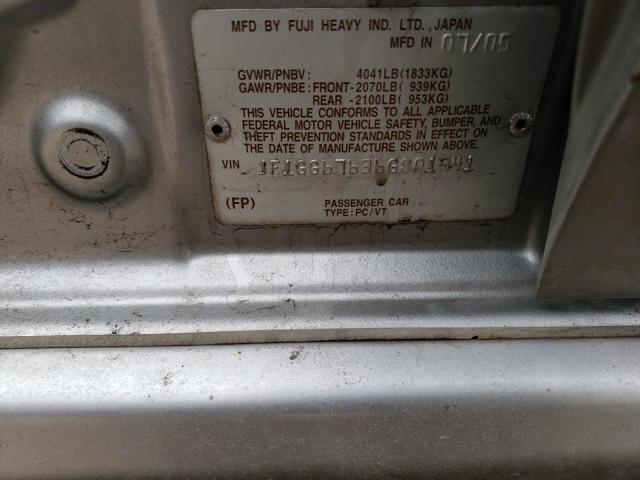 MFD BY FUJI HEAVY IND. LTD., JAPAN
MFD IN 07/05
GVWR/PNBV: 4041LB(1833KG)
GAWR/PNBE: FRONT-2070LB( 939KG)
REAR -2100LB( 953KG)
THIS VEHICLE CONFORMS TO ALL APPLICABLE
FEDERAL MOTOR VEHICLE SAFETY, BUMPER, AND
THEFT PREVENTION STANDARDS IN EFFECT ON
THE DATE OF MANUFACTURE SHOWN ABOVE.
VIN
(FP)
PASSENGER CAR
TYPE: PC/VT